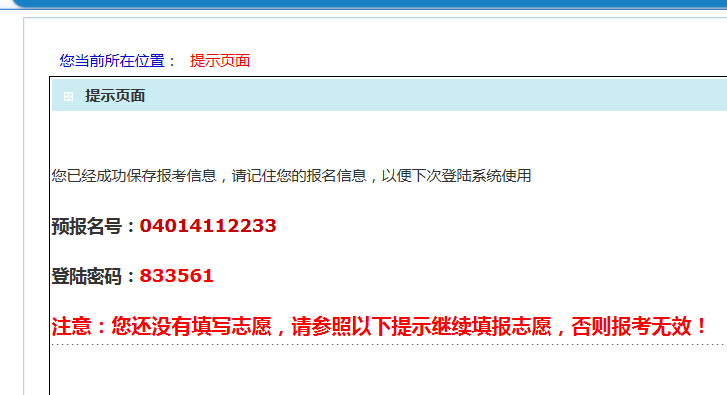 您当前所在位置： 提示页面
提示页面
您已经成功保存报考信息，请记住您的报名信息，以便下次登陆系统使用
预报名号：04014112233
登陆密码：833561
注意：您还没有填写志愿，请参照以下提示继续填报志愿，否则报考无效！